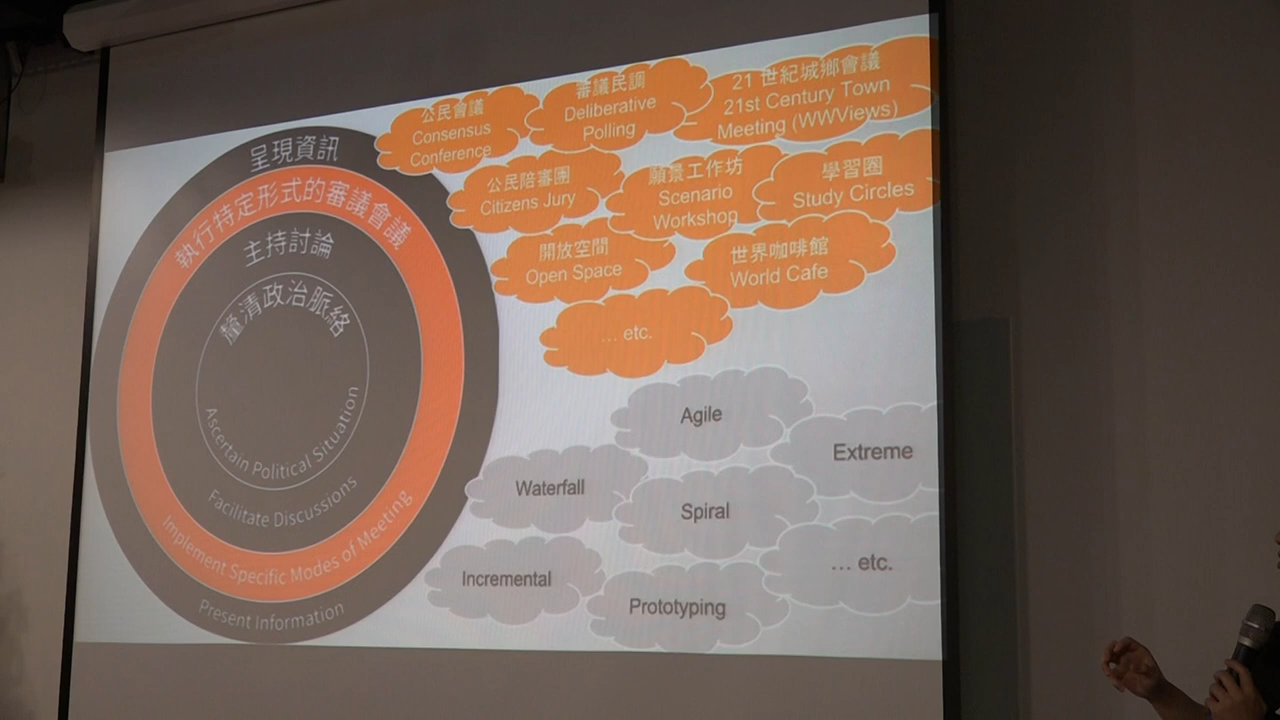 呈現資訊
執行特定形式的審議會議
主持討論
釐清政治脈絡
Ascertain Political Situation
Facilitate Discussions
Implement Specific Modes of Meeting
Present Information
公民會議
Consensus
Conference
審議民調
Deliberative
Polling
21 世紀城鄉會議
21st Century Town
Meeting (WWViews)
公民陪審團
Citizens Jury
願景工作坊
Scenario
Workshop
學習圈
Study Circles
開放空間
Open Space
世界咖啡館
World Cafe
... etc.
Agile
Extreme
Waterfall
Spiral
... etc.
Incremental
Prototyping